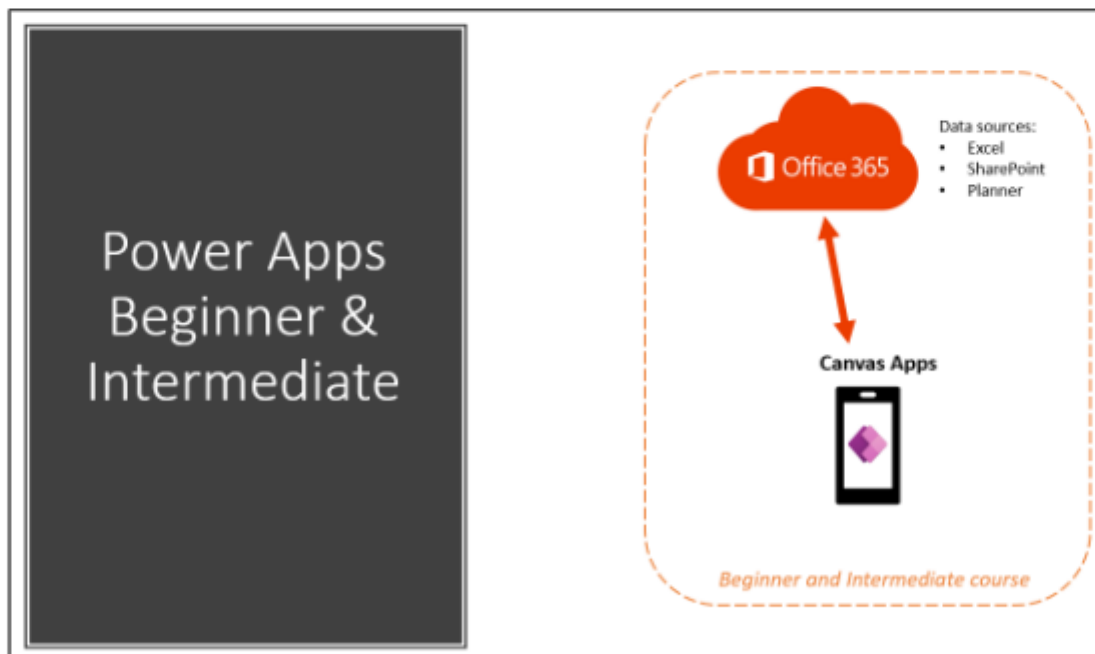 Power Apps
Beginner &
Intermediate
Office 365
Data sources:
• Excel
• SharePoint
• Planner
Canvas Apps
Beginner and Intermediate course